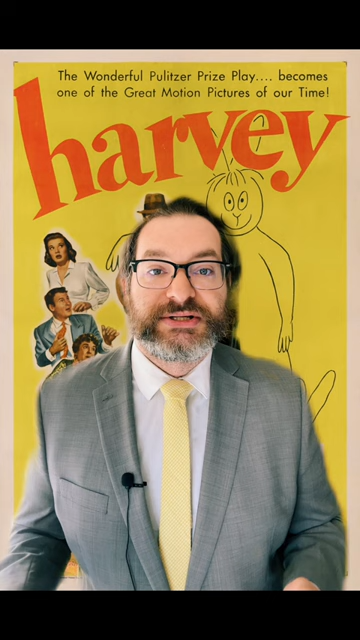 The Wonderful Pulitzer Prize Play.... becomes
one of the Great Motion Pictures of our Time!
harvey